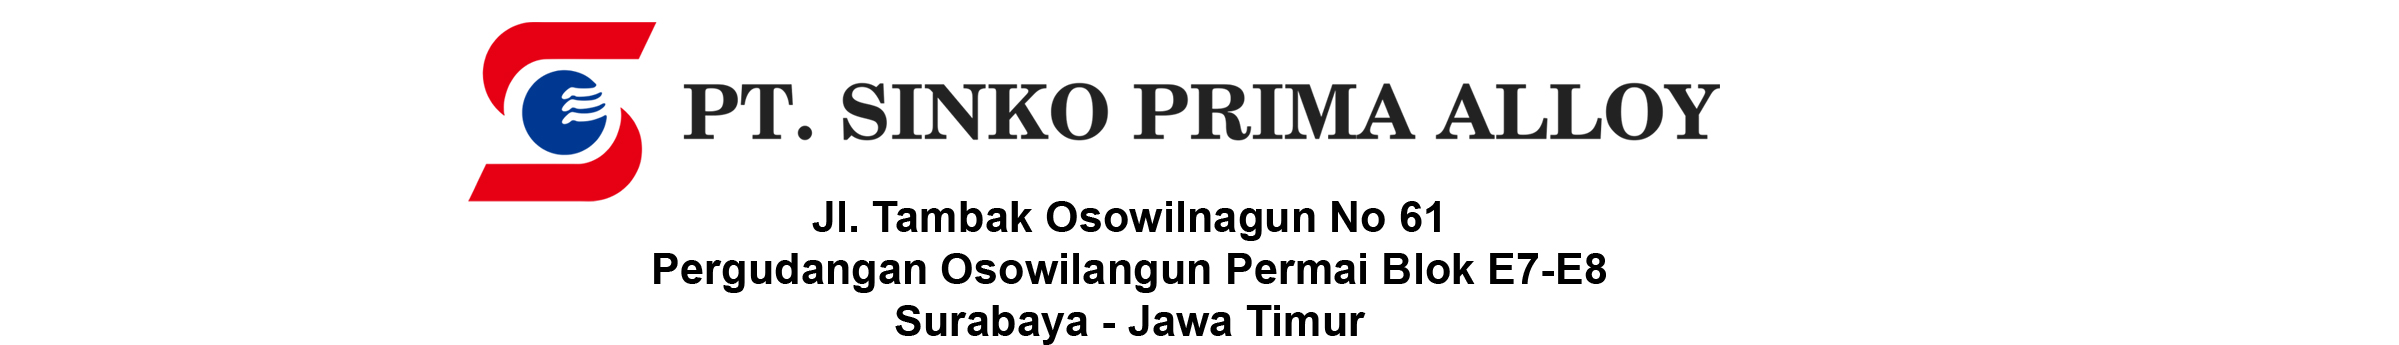 PT. SINKO PRIMA ALLOY
Jl. Tambak Osowilnagun No 61
Pergudangan Osowilangun Permai Blok E7-E8
Surabaya - Jawa Timur